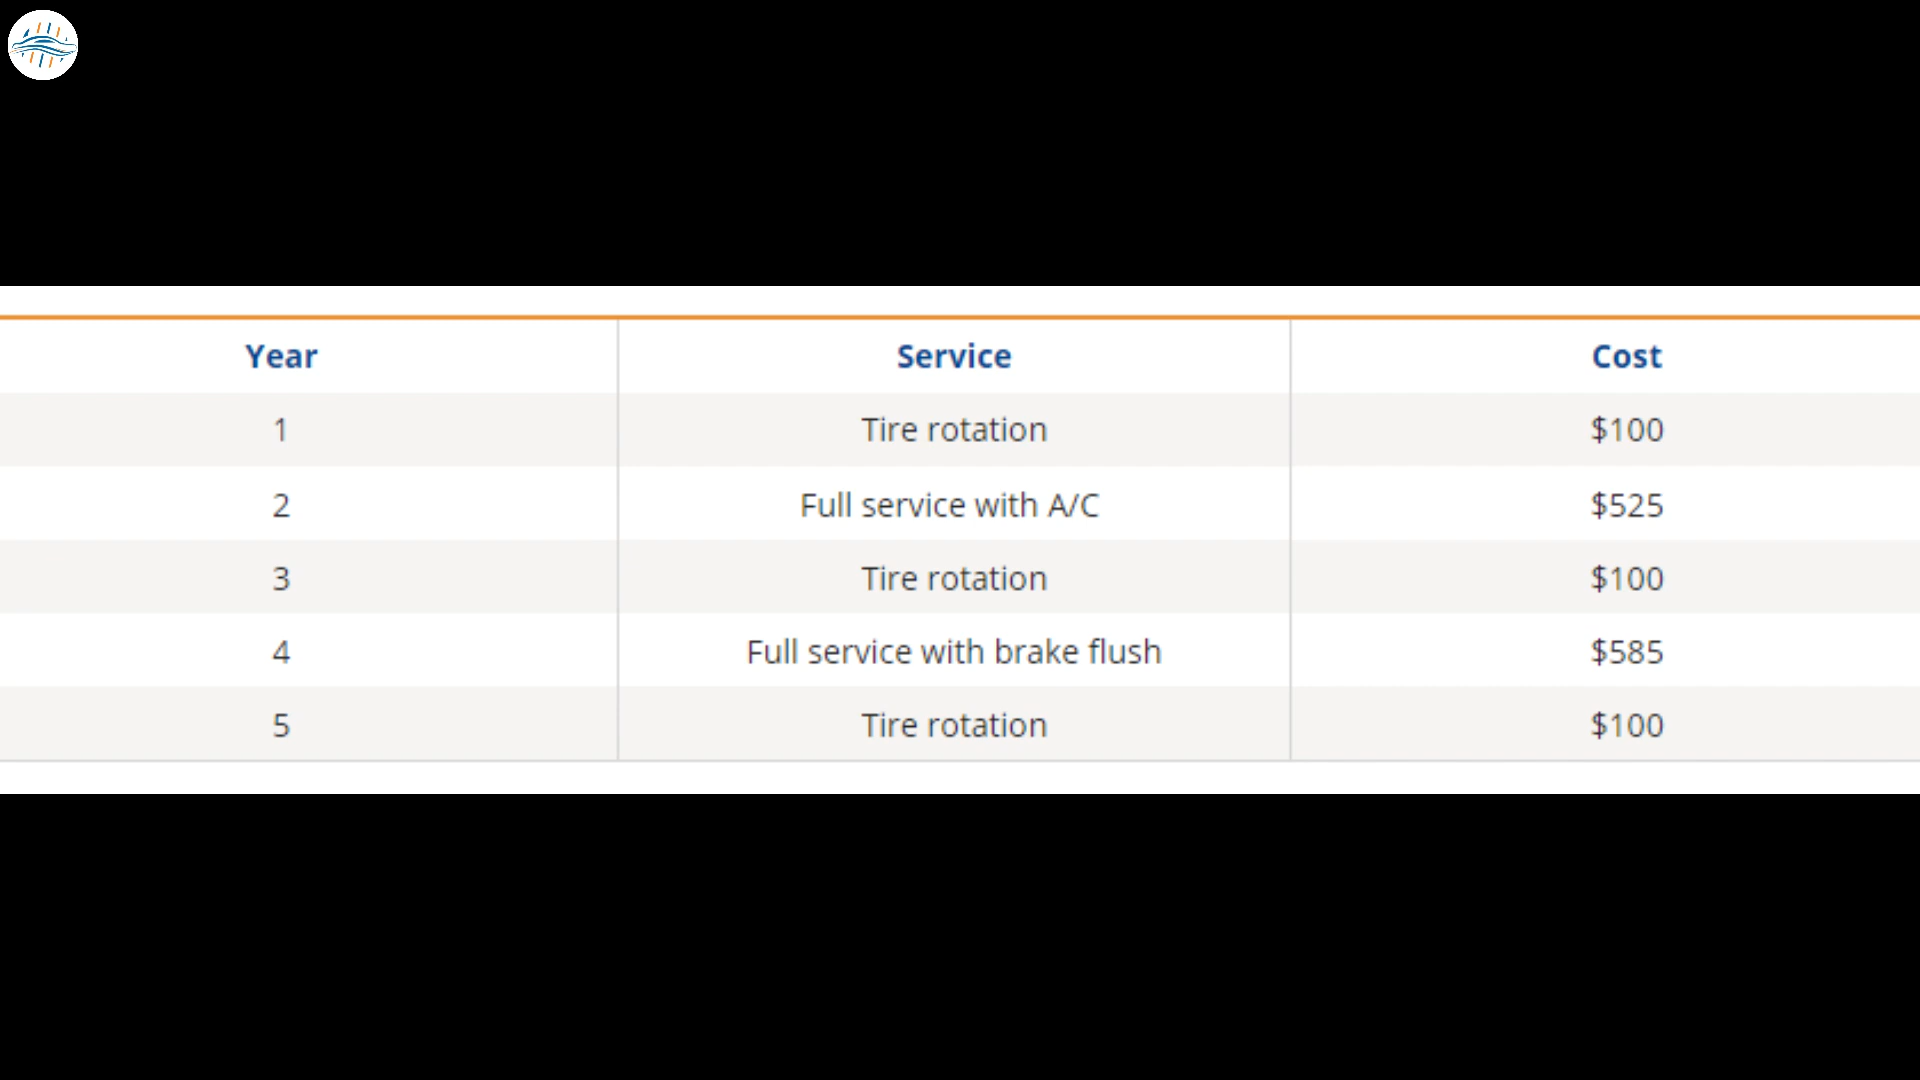 Year Service Cost
1 Tire rotation $100
2 Full service with A/C $525
3 Tire rotation $100
4 Full service with brake flush $585
5 Tire rotation $100